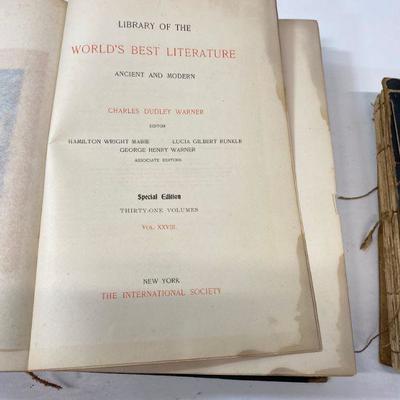 LIBRARY OF THE
WORLD'S BEST LITERATURE
ANCIENT AND MODERN
CHARLES DUDLEY WARNER
EDITOR
HAMILTON WRIGHT MABIE LUCIA GILBERT RUNKLE
GEORGE HENRY WARNER
ASSOCIATE EDITORS
Special Edition
THIRTY-ONE VOLUMES
VOL. XXVIII.
NEW YORK
THE INTERNATIONAL SOCIETY